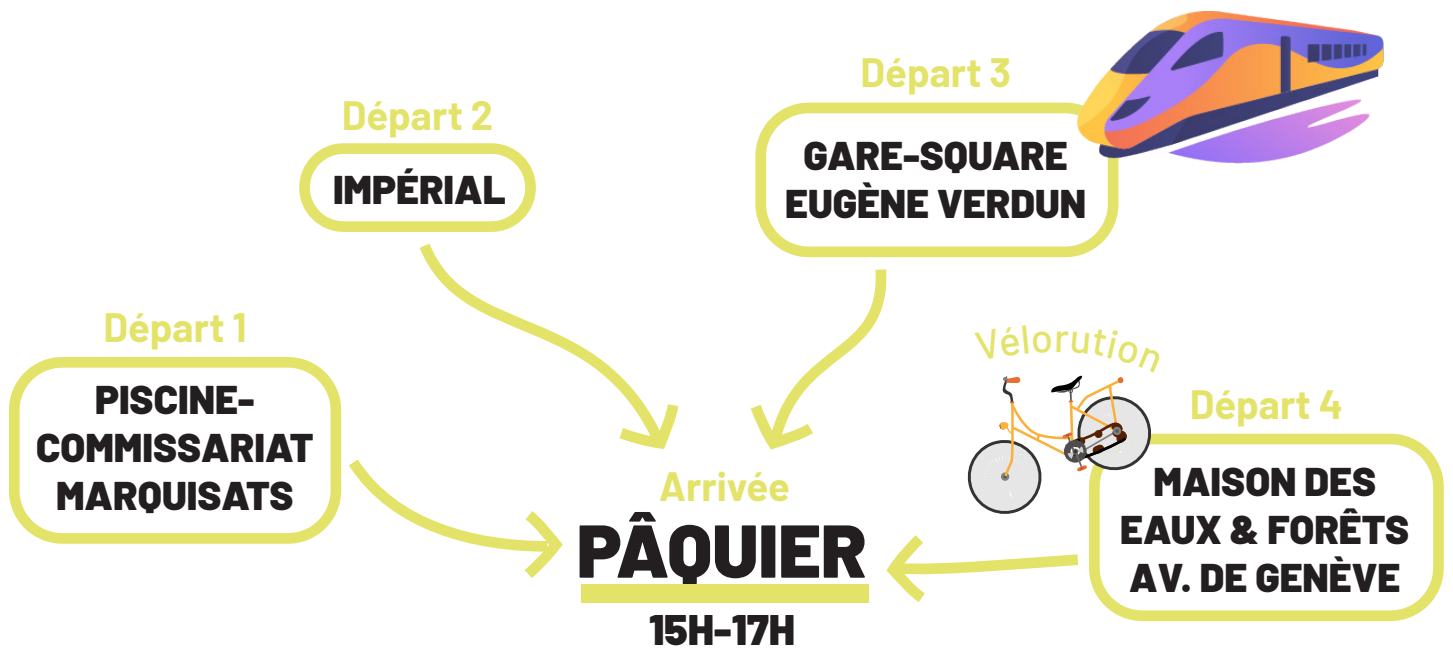 Départ 3
GARE-SQUARE
EUGÈNE VERDUN
Départ 2
IMPÉRIAL
Départ 1
PISCINE-
COMMISSARIAT
MARQUISATS
Vélorution
Départ 4
MAISON DES
EAUX & FORÊTS
AV. DE GENÈVE
Arrivée
PÂQUIER
15H-17H